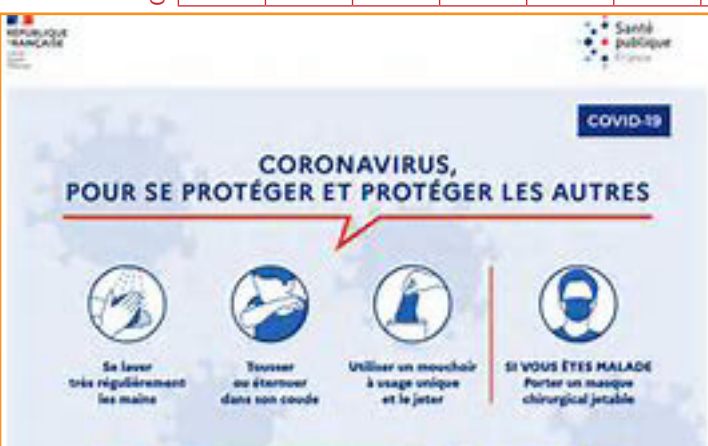 RÉPUBLIQUE
FRANÇAISE
Santé
publique
France
COVID-19
CORONAVIRUS,
POUR SE PROTÉGER ET PROTÉGER LES AUTRES
Se laver
très régulièrement
les mains
Tousser
ou éternuer
dans son coude
Utiliser un mouchoir
à usage unique
et le jeter
SI VOUS ÊTES MALADE
Porter un masque
chirurgical jetable